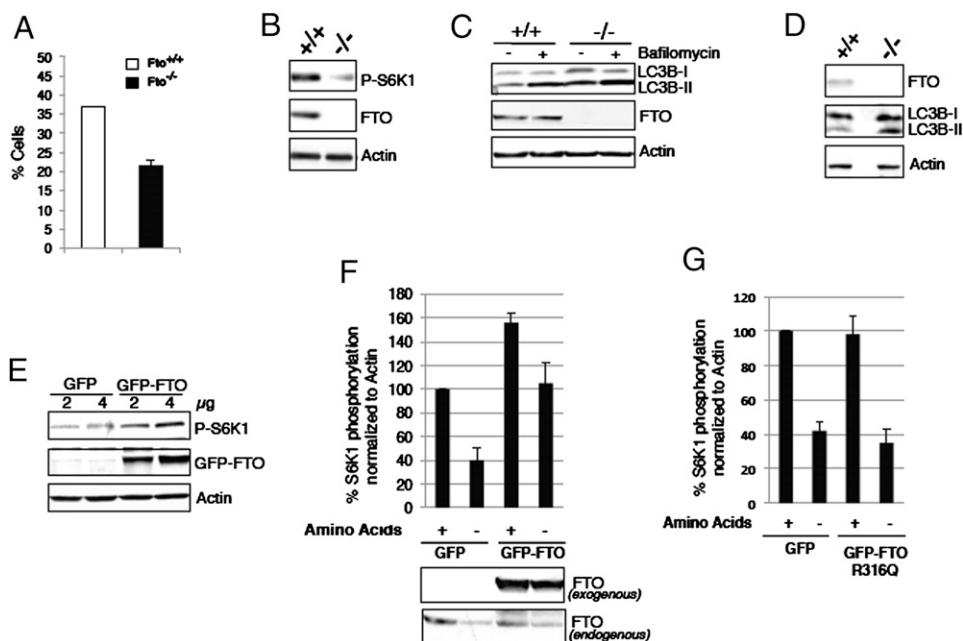 A
Fto+/+
Fto-/-
% Cells
50
45
40
35
30
25
20
15
10
5
0
B
+/+ -/-
P-S6K1
FTO
Actin
C
+/+ -/-
- + - + Bafilomycin
LC3B-I
LC3B-II
FTO
Actin
D
+/+ -/-
FTO
LC3B-I
LC3B-II
Actin
E
GFP GFP-FTO
2 4 2 4 µg
P-S6K1
GFP-FTO
Actin
F
% S6K1 phosphorylation
normalized to Actin
180
160
140
120
100
80
60
40
20
0
Amino Acids + - + -
GFP GFP-FTO
FTO
(exogenous)
FTO
(endogenous)
G
% S6K1 phosphorylation
normalized to Actin
120
100
80
60
40
20
0
Amino Acids + - + -
GFP GFP-FTO
R316Q